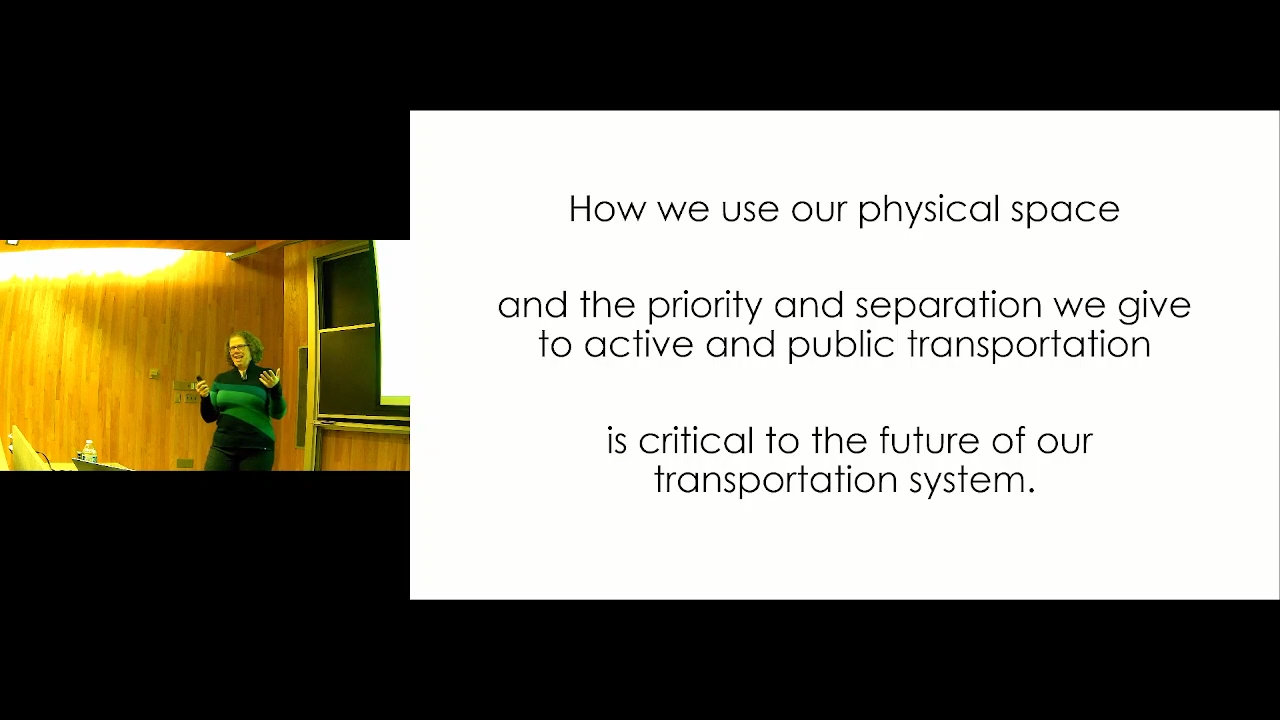 How we use our physical space
and the priority and separation we give
to active and public transportation
is critical to the future of our
transportation system.